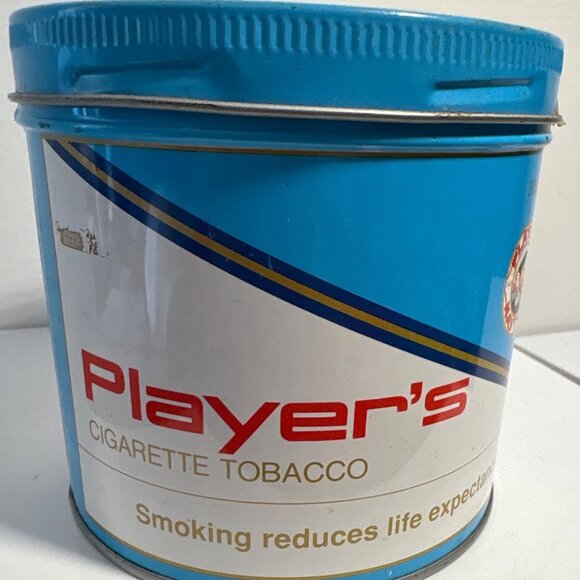 Player's
CIGARETTE TOBACCO
Smoking reduces life